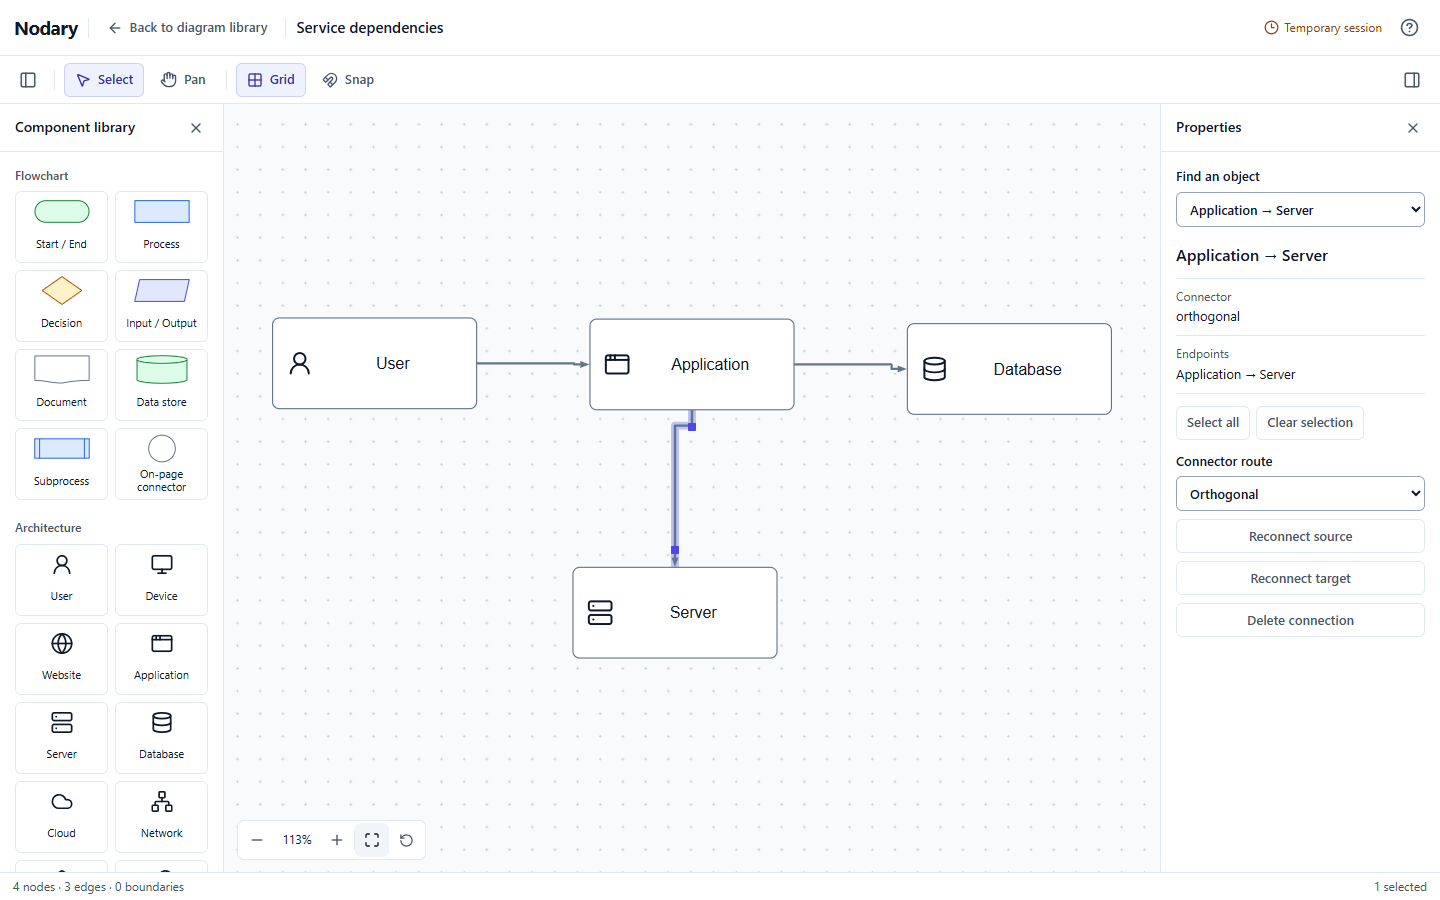 Nodary
Back to diagram library
Service dependencies
Temporary session
Select
Pan
Grid
Snap
Component library
Flowchart
Start / End
Process
Decision
Input / Output
Document
Data store
Subprocess
On-page
connector
Architecture
User
Device
Website
Application
Server
Database
Cloud
Network
User
Application
Database
Server
113%
Properties
Find an object
Application → Server
Application → Server
Connector
orthogonal
Endpoints
Application → Server
Select all
Clear selection
Connector route
Orthogonal
Reconnect source
Reconnect target
Delete connection
4 nodes · 3 edges · 0 boundaries
1 selected